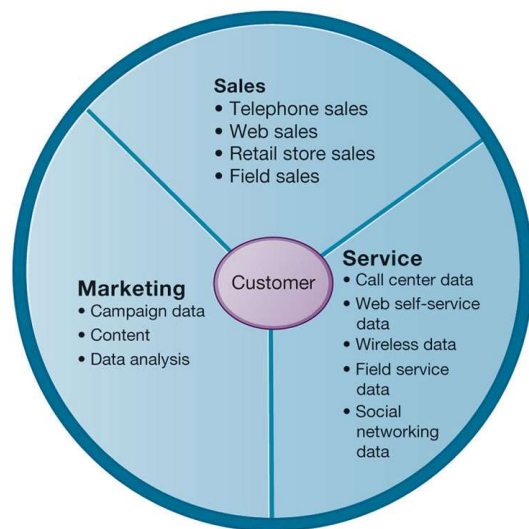 Sales
• Telephone sales
• Web sales
• Retail store sales
• Field sales
Customer
Service
• Call center data
• Web self-service
data
• Wireless data
• Field service
data
• Social
networking
data
Marketing
• Campaign data
• Content
• Data analysis